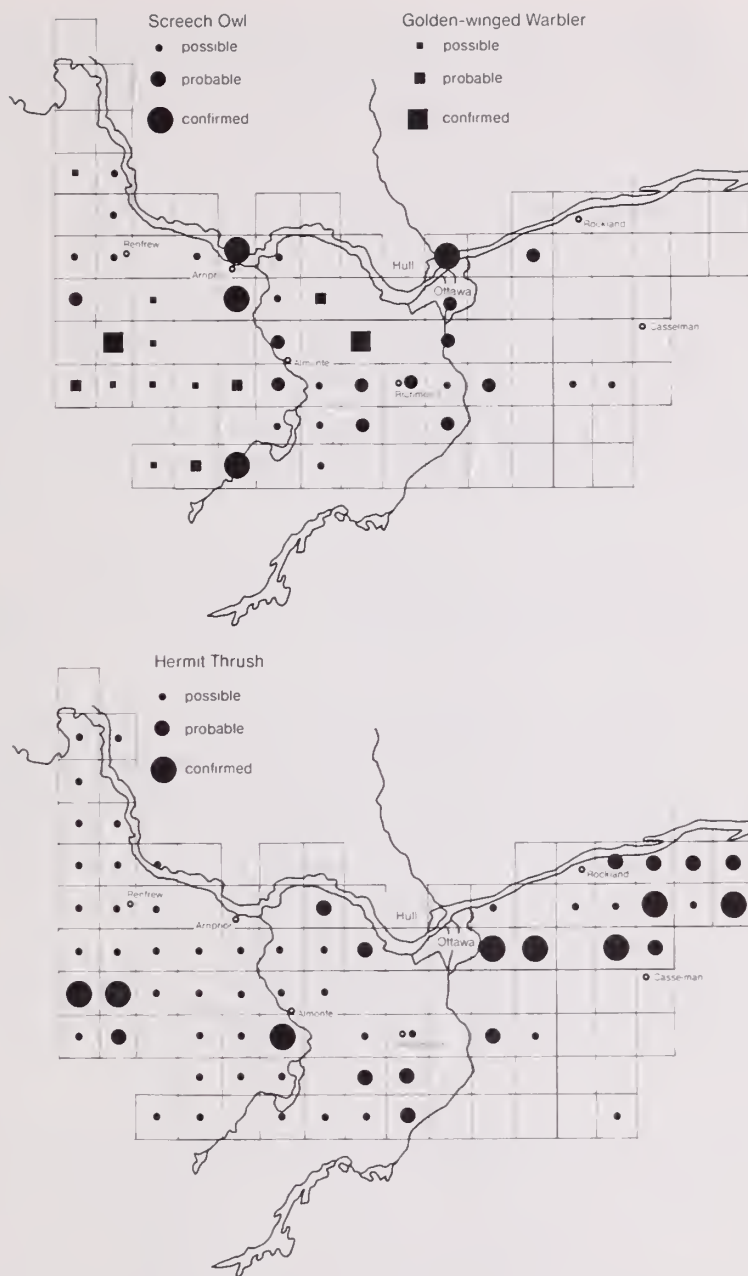 Screech Owl
possible
probable
confirmed
Golden-winged Warbler
possible
probable
confirmed
Rockland
Renfrew
Arnprior
Hull
Ottawa
Casselman
Almonte
Richmond
Hermit Thrush
possible
probable
confirmed
Rockland
Renfrew
Hull
Arnprior
Ottawa
Casselman
Almonte